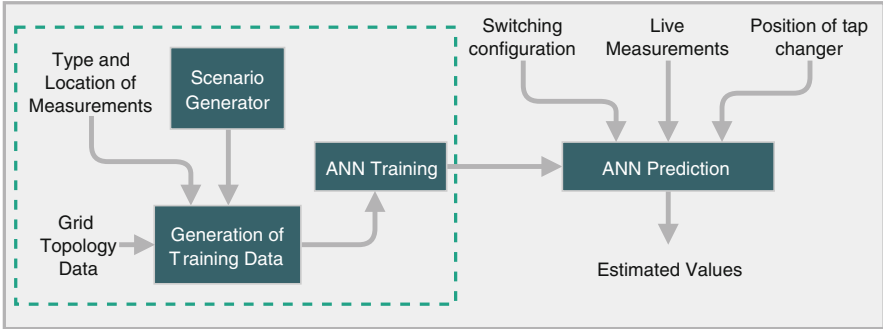 Type and
Location of
Measurements
Scenario
Generator
Grid
Topology
Data
Generation of
Training Data
ANN Training
Switching
configuration
Live
Measurements
Position of tap
changer
ANN Prediction
Estimated Values